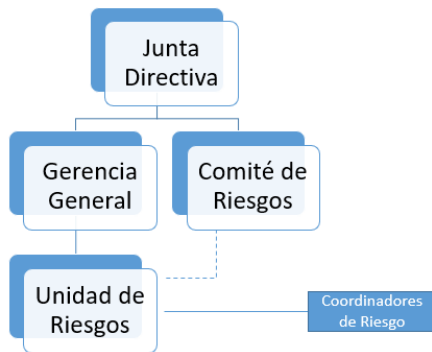 Junta
Directiva
Gerencia
General
Comité de
Riesgos
Unidad de
Riesgos
Coordinadores
de Riesgo